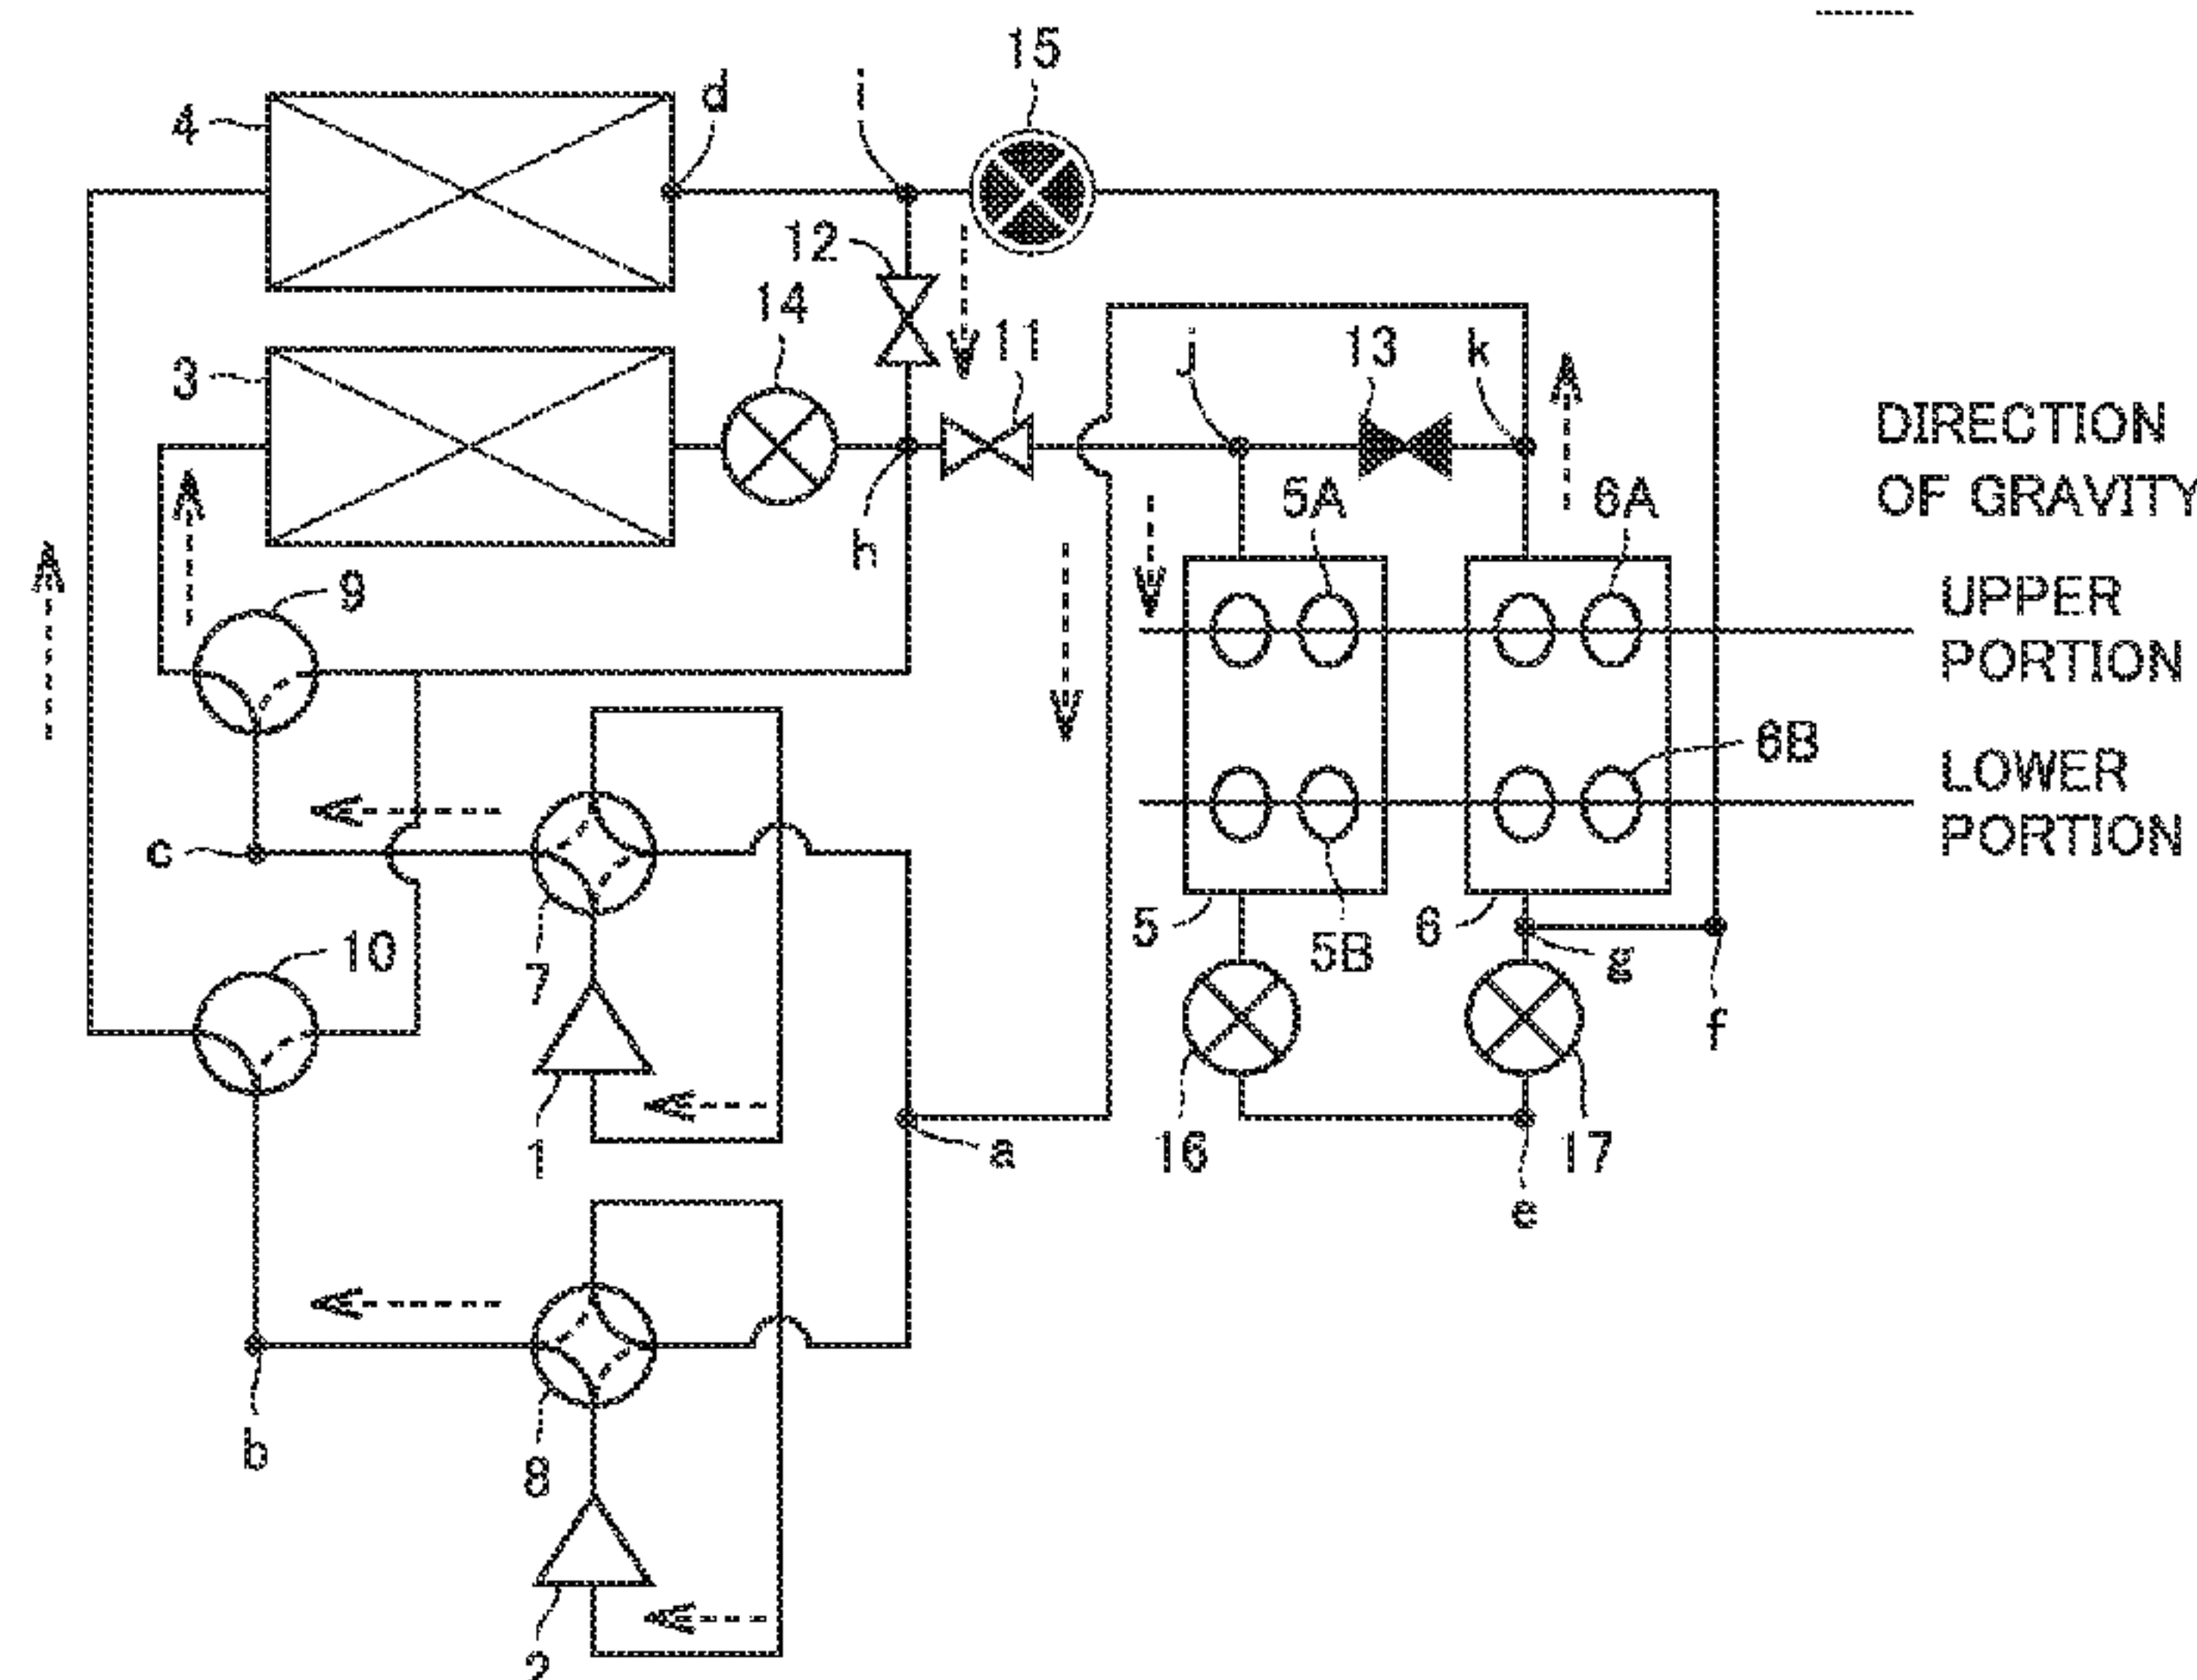 15
d
i
4
12
14
11
j
13
k
3
DIRECTION
OF GRAVITY
5A
6A
h
9
UPPER
PORTION
6B
LOWER
PORTION
c
5
6
5B
g
10
7
f
1
a
16
17
e
b
8
2